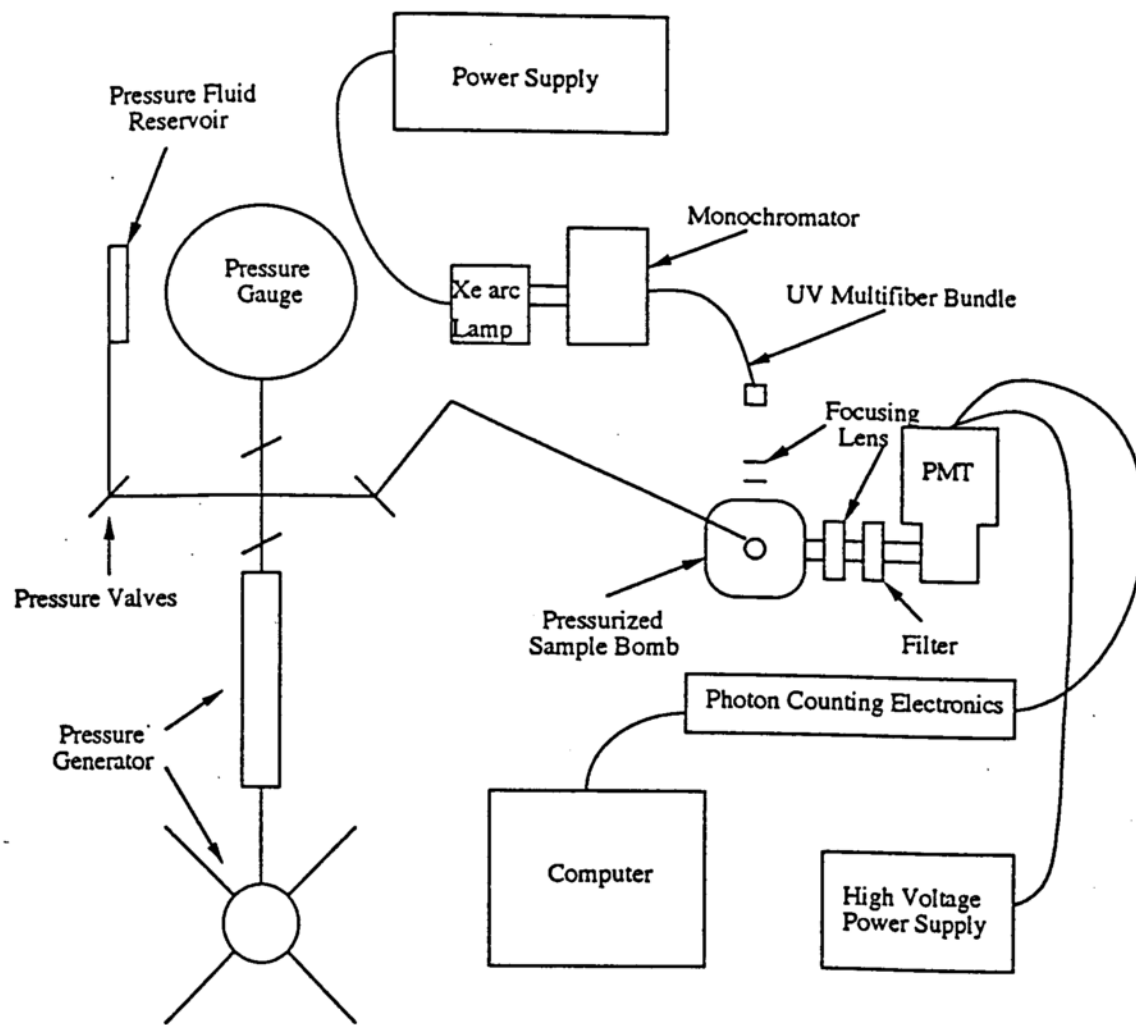 Power Supply
Pressure Fluid
Reservoir
Monochromator
Pressure
Gauge
Xe arc
Lamp
UV Multifiber Bundle
Focusing
Lens
PMT
Pressure Valves
Pressurized
Sample Bomb
Filter
Photon Counting Electronics
Pressure
Generator
Computer
High Voltage
Power Supply